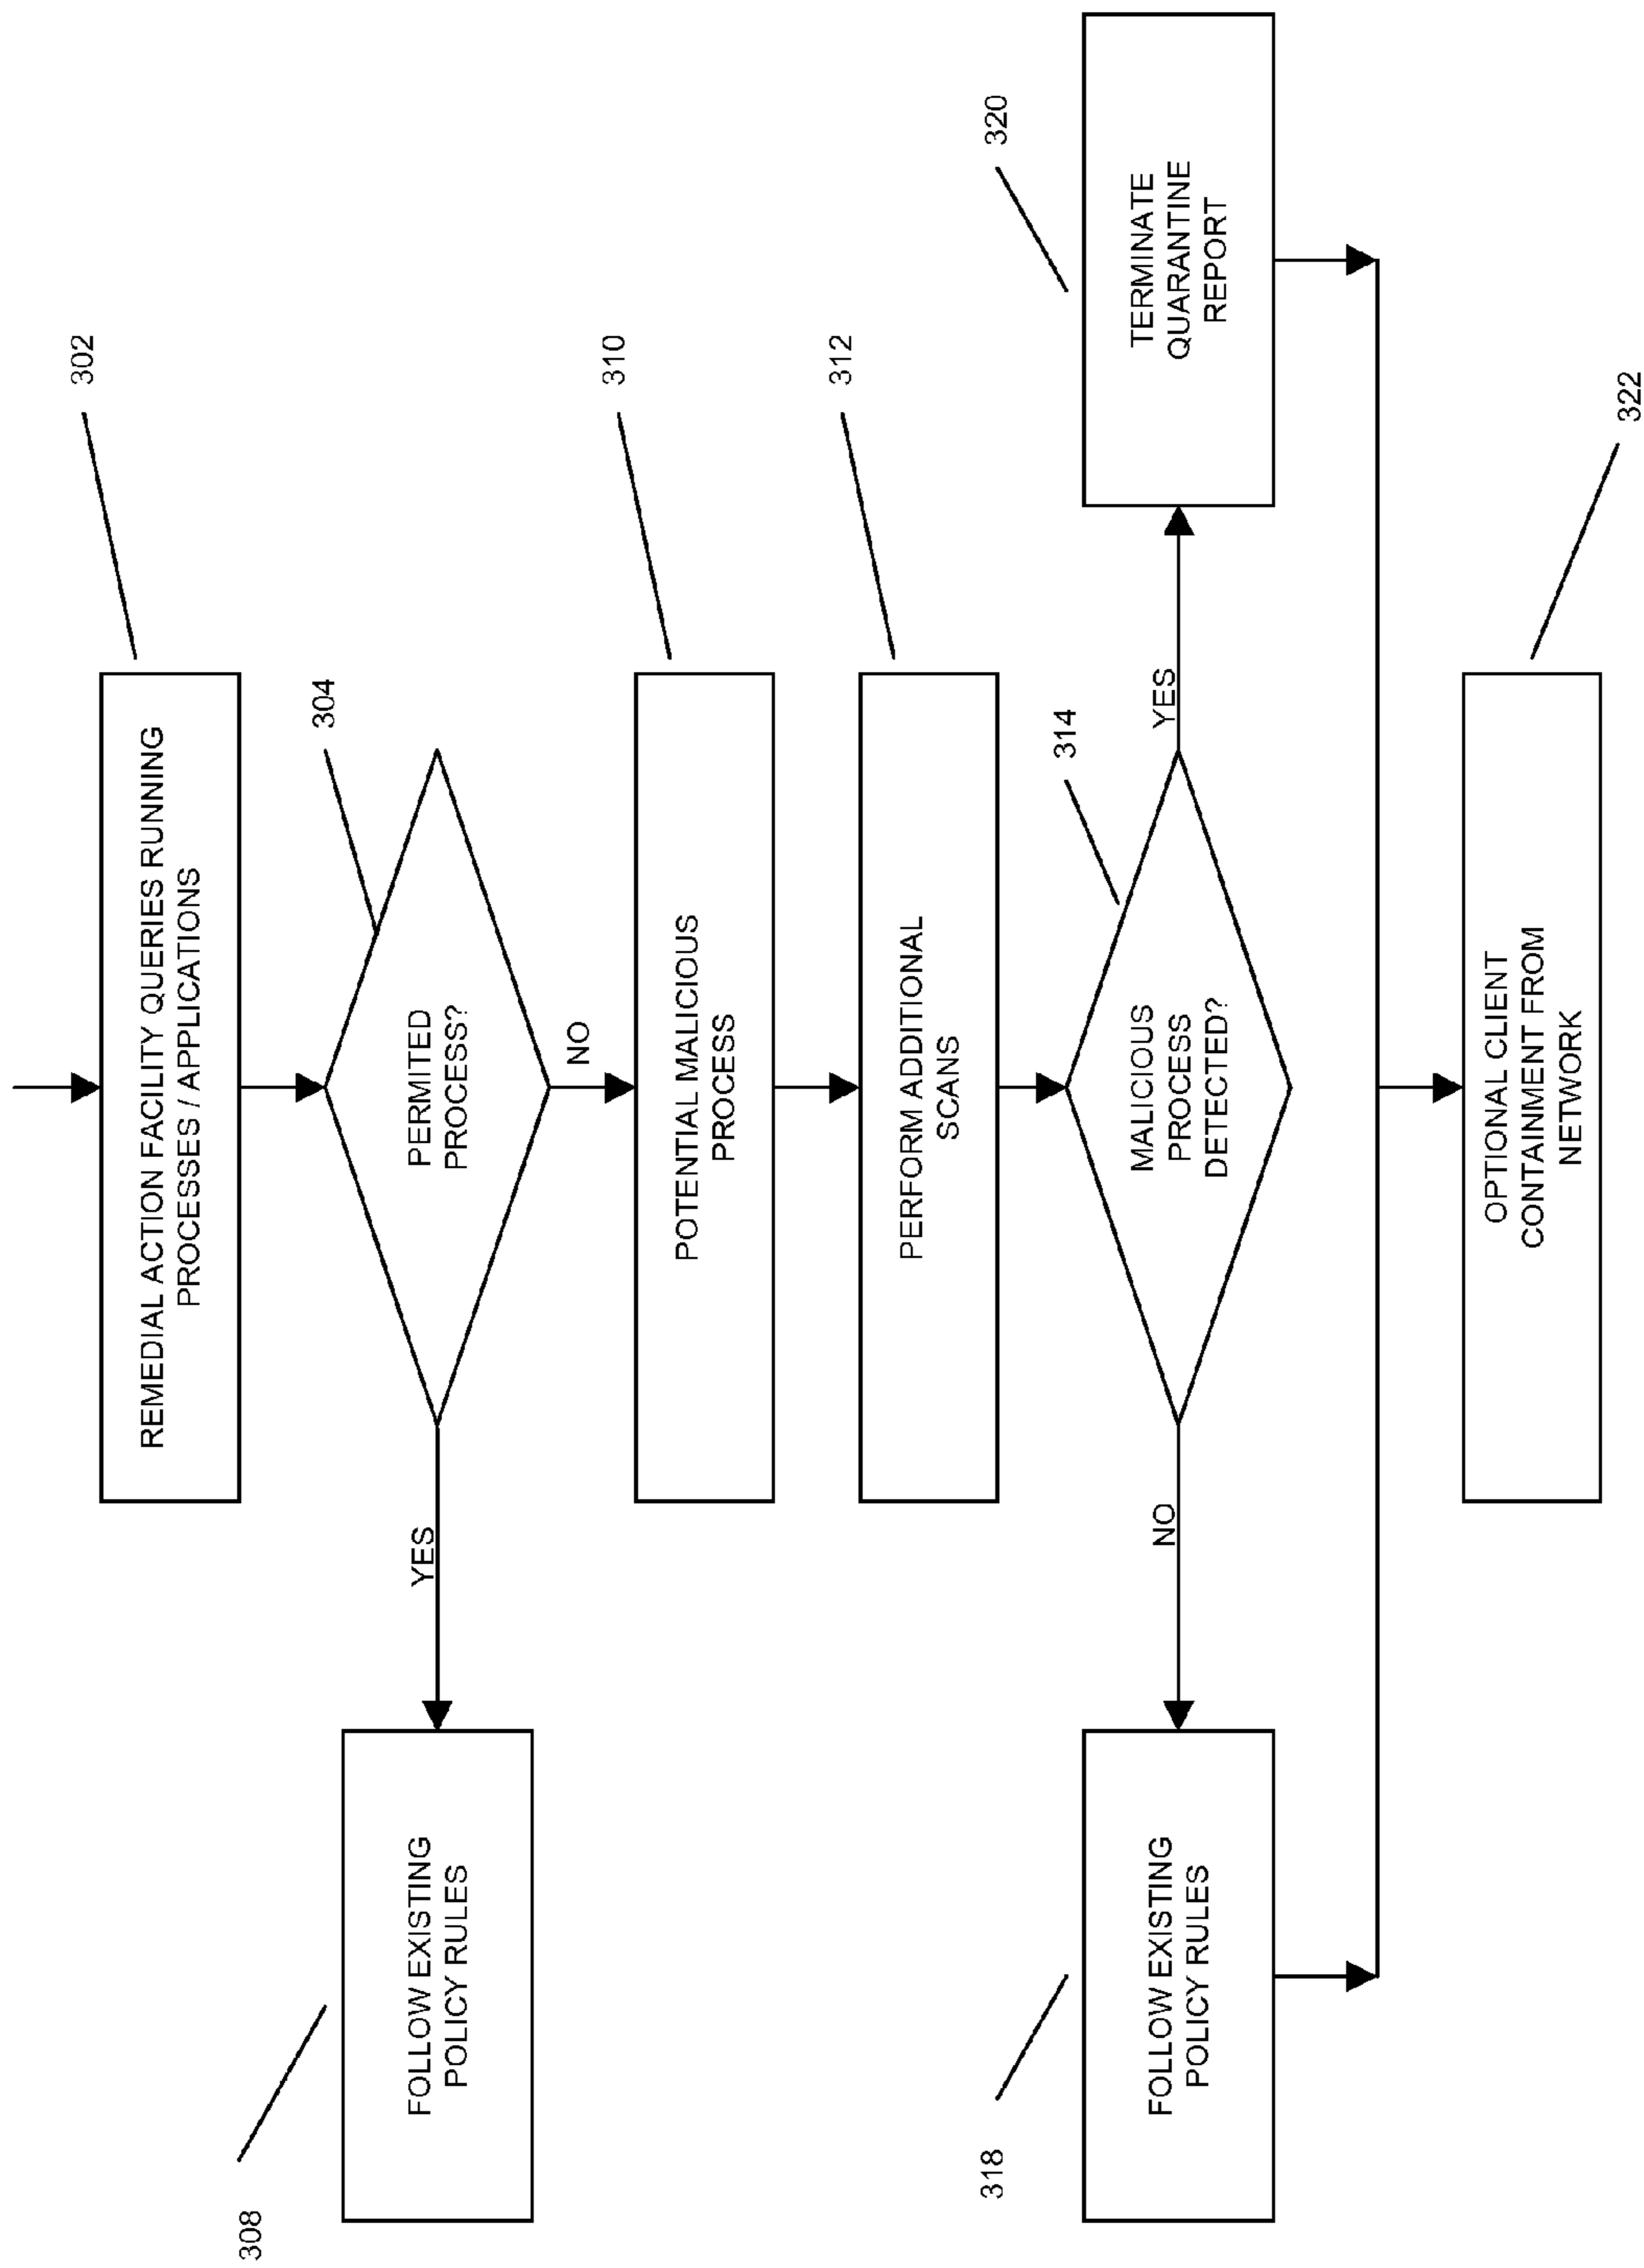 302
REMEDIAL ACTION FACILITY QUERIES RUNNING
PROCESSES / APPLICATIONS
304
PERMITED
PROCESS?
YES
NO
308
FOLLOW EXISTING
POLICY RULES
310
POTENTIAL MALICIOUS
PROCESS
312
PERFORM ADDITIONAL
SCANS
314
MALICIOUS
PROCESS
DETECTED?
NO
YES
318
FOLLOW EXISTING
POLICY RULES
320
TERMINATE
QUARANTINE
REPORT
322
OPTIONAL CLIENT
CONTAINMENT FROM
NETWORK